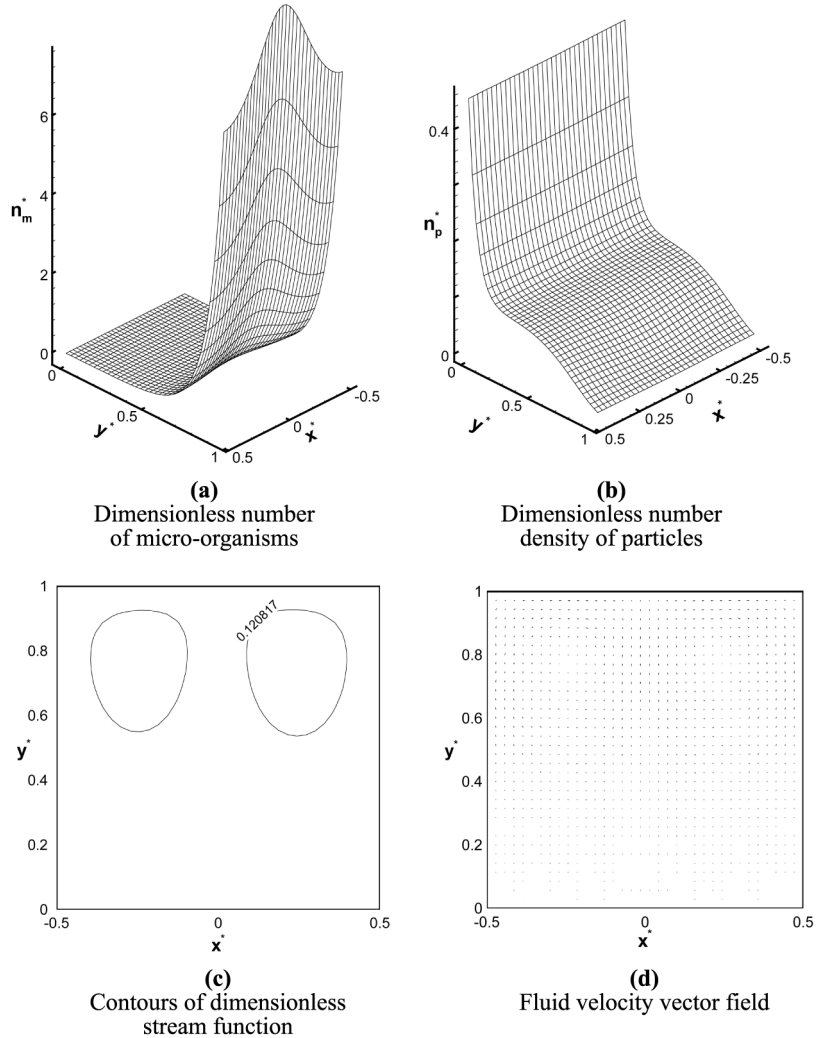 6
4
n*m
2
0
0
0.5
y*
1
0.5
0
x*
-0.5
(a)
Dimensionless number
of micro-organisms
0.4
n*p
0
0
0.5
y*
1
0.5
0.25
0
x*
-0.25
-0.5
(b)
Dimensionless number
density of particles
1
0.8
0.6
y*
0.4
0.2
0
-0.5
0
0.5
x*
0.120817
(c)
Contours of dimensionless
stream function
1
0.8
0.6
y*
0.4
0.2
0
-0.5
0
0.5
x*
(d)
Fluid velocity vector field